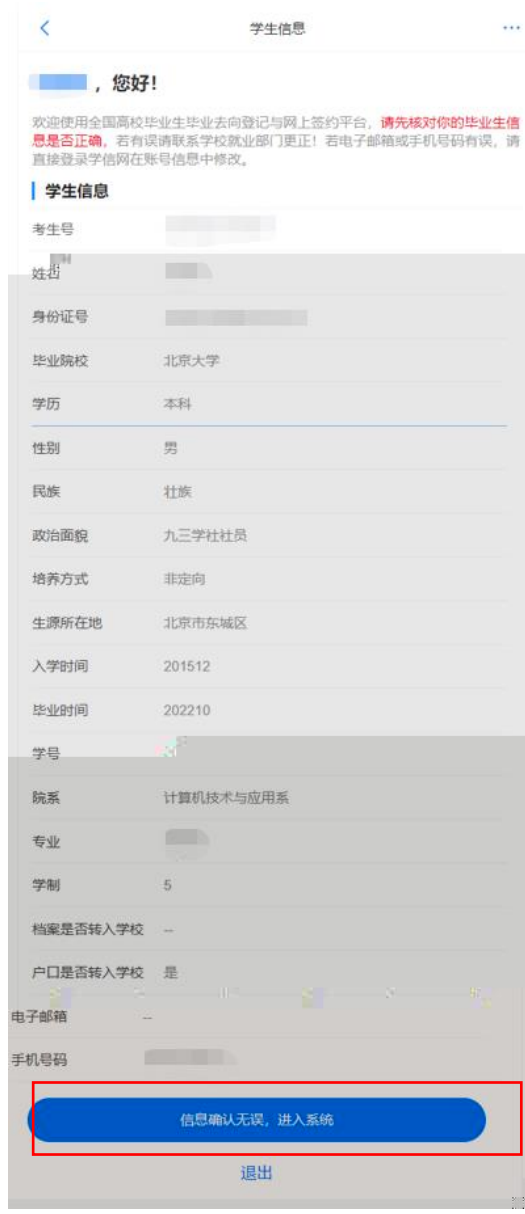 学生信息
，您好！
欢迎使用全国高校毕业生毕业去向登记与网上签约平台，请先核对你的毕业生信
息是否正确，若有误请联系学校就业部门更正！若电子邮箱或手机号码有误，请
直接登录学信网在账号信息中修改。
学生信息
考生号
姓名
身份证号
毕业院校 北京大学
学历 本科
性别 男
民族 壮族
政治面貌 九三学社社员
培养方式 非定向
生源所在地 北京市东城区
入学时间 201512
毕业时间 202210
学号
院系 计算机技术与应用系
专业
学制 5
档案是否转入学校 --
户口是否转入学校 是
电子邮箱 --
手机号码
信息确认无误，进入系统
退出